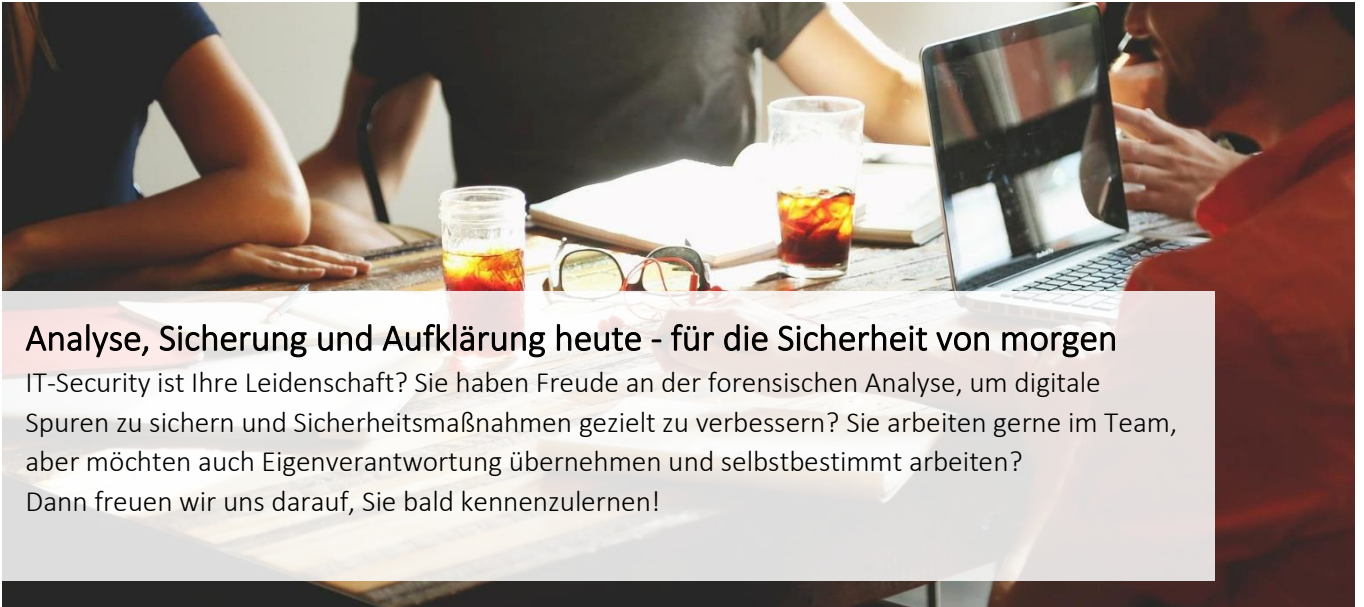 Analyse, Sicherung und Aufklärung heute - für die Sicherheit von morgen
IT-Security ist Ihre Leidenschaft? Sie haben Freude an der forensischen Analyse, um digitale
Spuren zu sichern und Sicherheitsmaßnahmen gezielt zu verbessern? Sie arbeiten gerne im Team,
aber möchten auch Eigenverantwortung übernehmen und selbstbestimmt arbeiten?
Dann freuen wir uns darauf, Sie bald kennenzulernen!